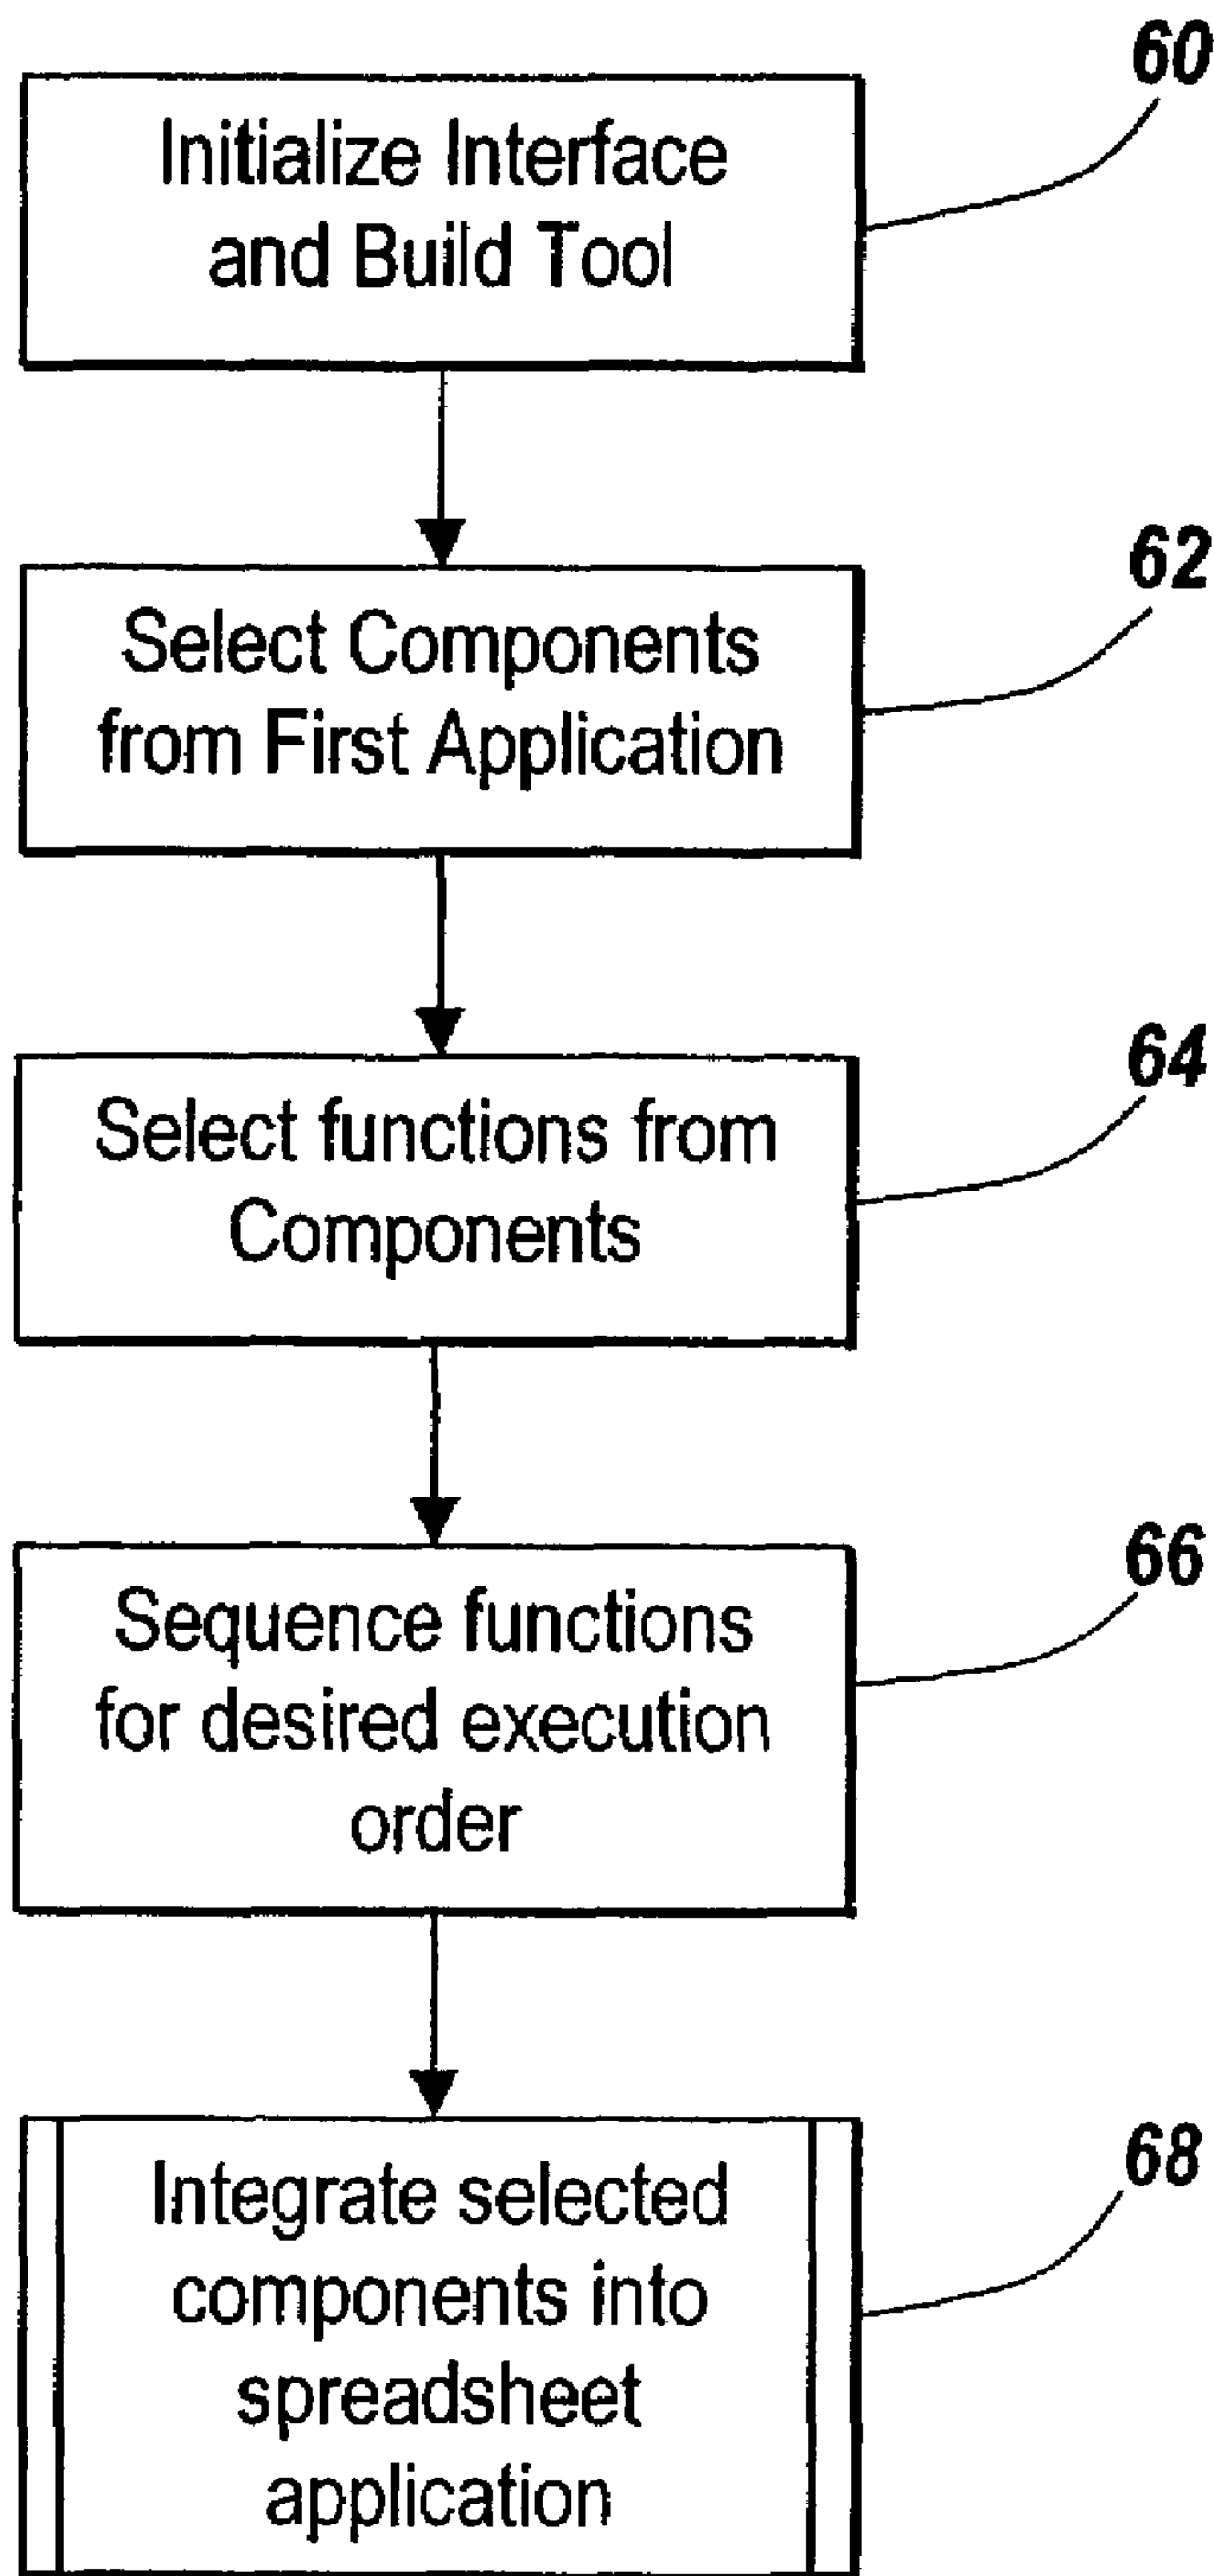 60
Initialize Interface
and Build Tool
62
Select Components
from First Application
64
Select functions from
Components
66
Sequence functions
for desired execution
order
68
Integrate selected
components into
spreadsheet
application